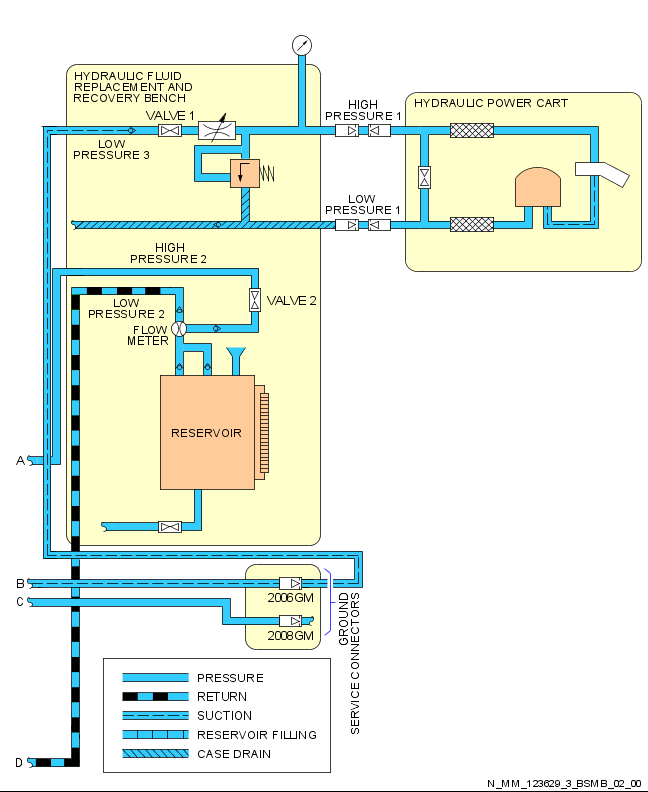 HYDRAULIC FLUID
REPLACEMENT AND
RECOVERY BENCH
VALVE 1
LOW
PRESSURE 3
HIGH
PRESSURE 1
LOW
PRESSURE 1
HYDRAULIC POWER CART
HIGH
PRESSURE 2
VALVE 2
LOW
PRESSURE 2
FLOW
METER
RESERVOIR
A
B
C
2006GM
2008GM
GROUND
SERVICE CONNECTORS
PRESSURE
RETURN
SUCTION
RESERVOIR FILLING
CASE DRAIN
D
N_MM_123629_3_BSMB_02_00